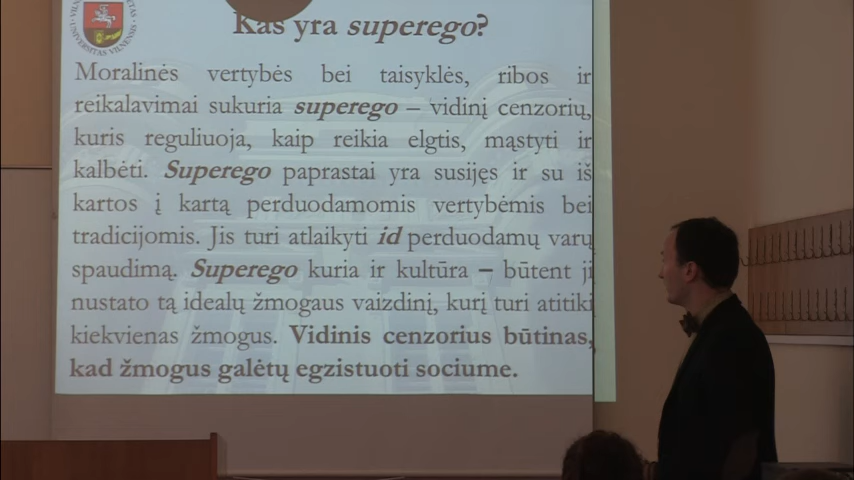 UNIVERSITAS VILNENSIS
Kas yra superego?
Moralinės vertybės bei taisyklės, ribos ir
reikalavimai sukuria superego – vidinį cenzorių,
kuris reguliuoja, kaip reikia elgtis, mąstyti ir
kalbėti. Superego paprastai yra susijęs ir su iš
kartos į kartą perduodamomis vertybėmis bei
tradicijomis. Jis turi atlaikyti id perduodamų varų
spaudimą. Superego kuria ir kultūra – būtent ji
nustato tą idealų žmogaus vaizdinį, kurį turi atitikti
kiekvienas žmogus. Vidinis cenzorius būtinas,
kad žmogus galėtų egzistuoti sociume.